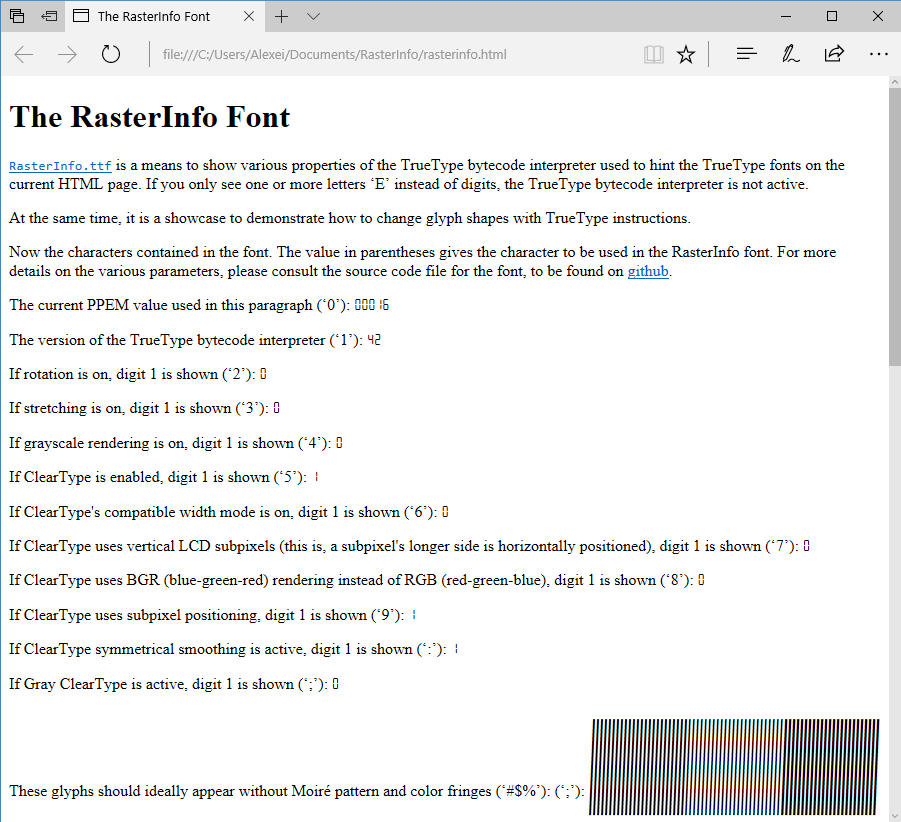 The RasterInfo Font
file:///C:/Users/Alexei/Documents/RasterInfo/rasterinfo.html
The RasterInfo Font
RasterInfo.ttf is a means to show various properties of the TrueType bytecode interpreter used to hint the TrueType fonts on the
current HTML page. If you only see one or more letters ‘E’ instead of digits, the TrueType bytecode interpreter is not active.
At the same time, it is a showcase to demonstrate how to change glyph shapes with TrueType instructions.
Now the characters contained in the font. The value in parentheses gives the character to be used in the RasterInfo font. For more
details on the various parameters, please consult the source code file for the font, to be found on github.
The current PPEM value used in this paragraph (‘0’): 00016
The version of the TrueType bytecode interpreter (‘1’): 42
If rotation is on, digit 1 is shown (‘2’): 0
If stretching is on, digit 1 is shown (‘3’): 0
If grayscale rendering is on, digit 1 is shown (‘4’): 0
If ClearType is enabled, digit 1 is shown (‘5’): 1
If ClearType's compatible width mode is on, digit 1 is shown (‘6’): 0
If ClearType uses vertical LCD subpixels (this is, a subpixel's longer side is horizontally positioned), digit 1 is shown (‘7’): 0
If ClearType uses BGR (blue-green-red) rendering instead of RGB (red-green-blue), digit 1 is shown (‘8’): 0
If ClearType uses subpixel positioning, digit 1 is shown (‘9’): 1
If ClearType symmetrical smoothing is active, digit 1 is shown (‘:’): 1
If Gray ClearType is active, digit 1 is shown (‘;’): 0
These glyphs should ideally appear without Moiré pattern and color fringes (‘#$%’): (‘;’):